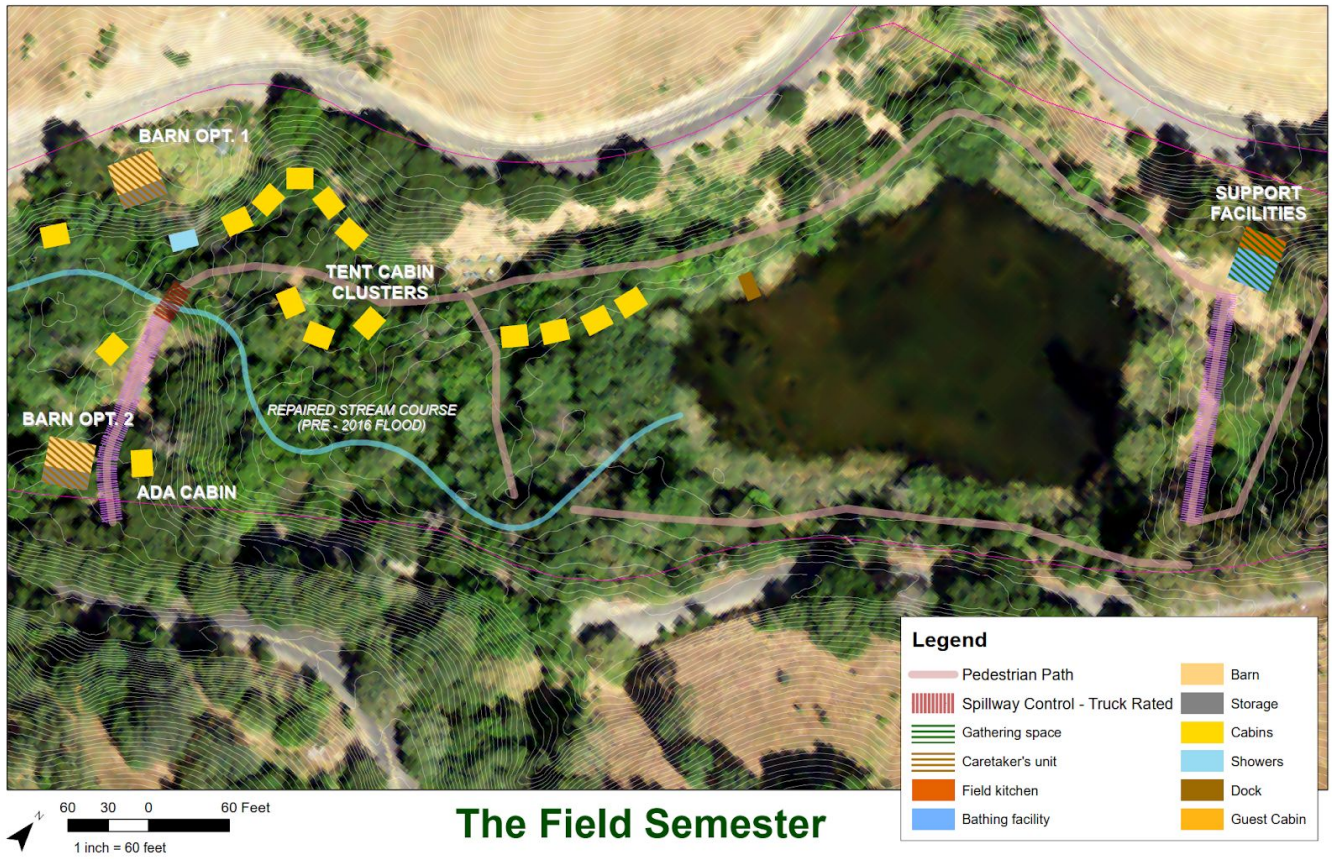 BARN OPT. 1
SUPPORT
FACILITIES
TENT CABIN
CLUSTERS
REPAIRED STREAM COURSE
(PRE - 2016 FLOOD)
BARN OPT. 2
ADA CABIN
Legend
Pedestrian Path
Spillway Control - Truck Rated
Gathering space
Caretaker's unit
Field kitchen
Bathing facility
Barn
Storage
Cabins
Showers
Dock
Guest Cabin
N
60 30 0 60 Feet
1 inch = 60 feet
The Field Semester